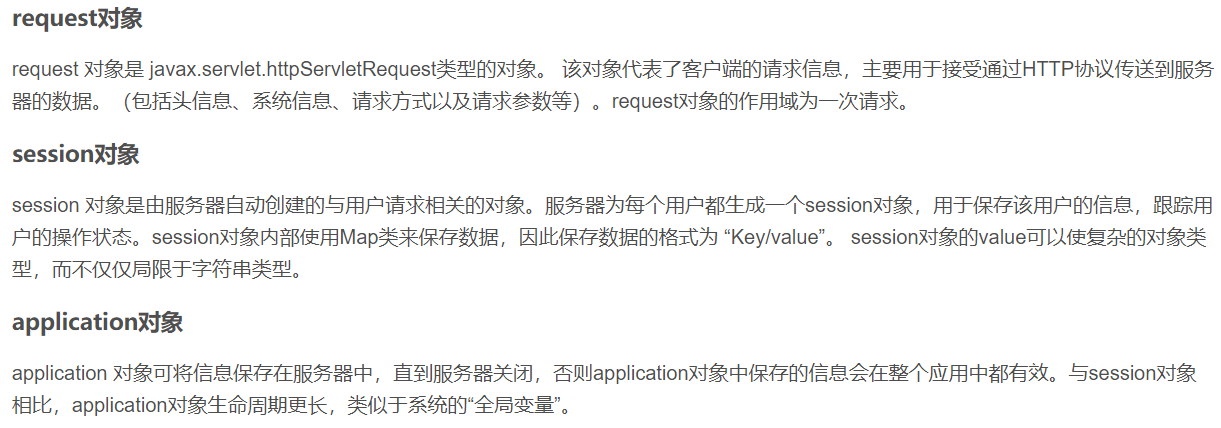 request对象
request 对象是 javax.servlet.httpServletRequest类型的对象。 该对象代表了客户端的请求信息，主要用于接受通过HTTP协议传送到服务
器的数据。（包括头信息、系统信息、请求方式以及请求参数等）。request对象的作用域为一次请求。
session对象
session 对象是由服务器自动创建的与用户请求相关的对象。服务器为每个用户都生成一个session对象，用于保存该用户的信息，跟踪用
户的操作状态。session对象内部使用Map类来保存数据，因此保存数据的格式为 “Key/value”。 session对象的value可以使复杂的对象类
型，而不仅仅局限于字符串类型。
application对象
application 对象可将信息保存在服务器中，直到服务器关闭，否则application对象中保存的信息会在整个应用中都有效。与session对象
相比，application对象生命周期更长，类似于系统的“全局变量”。